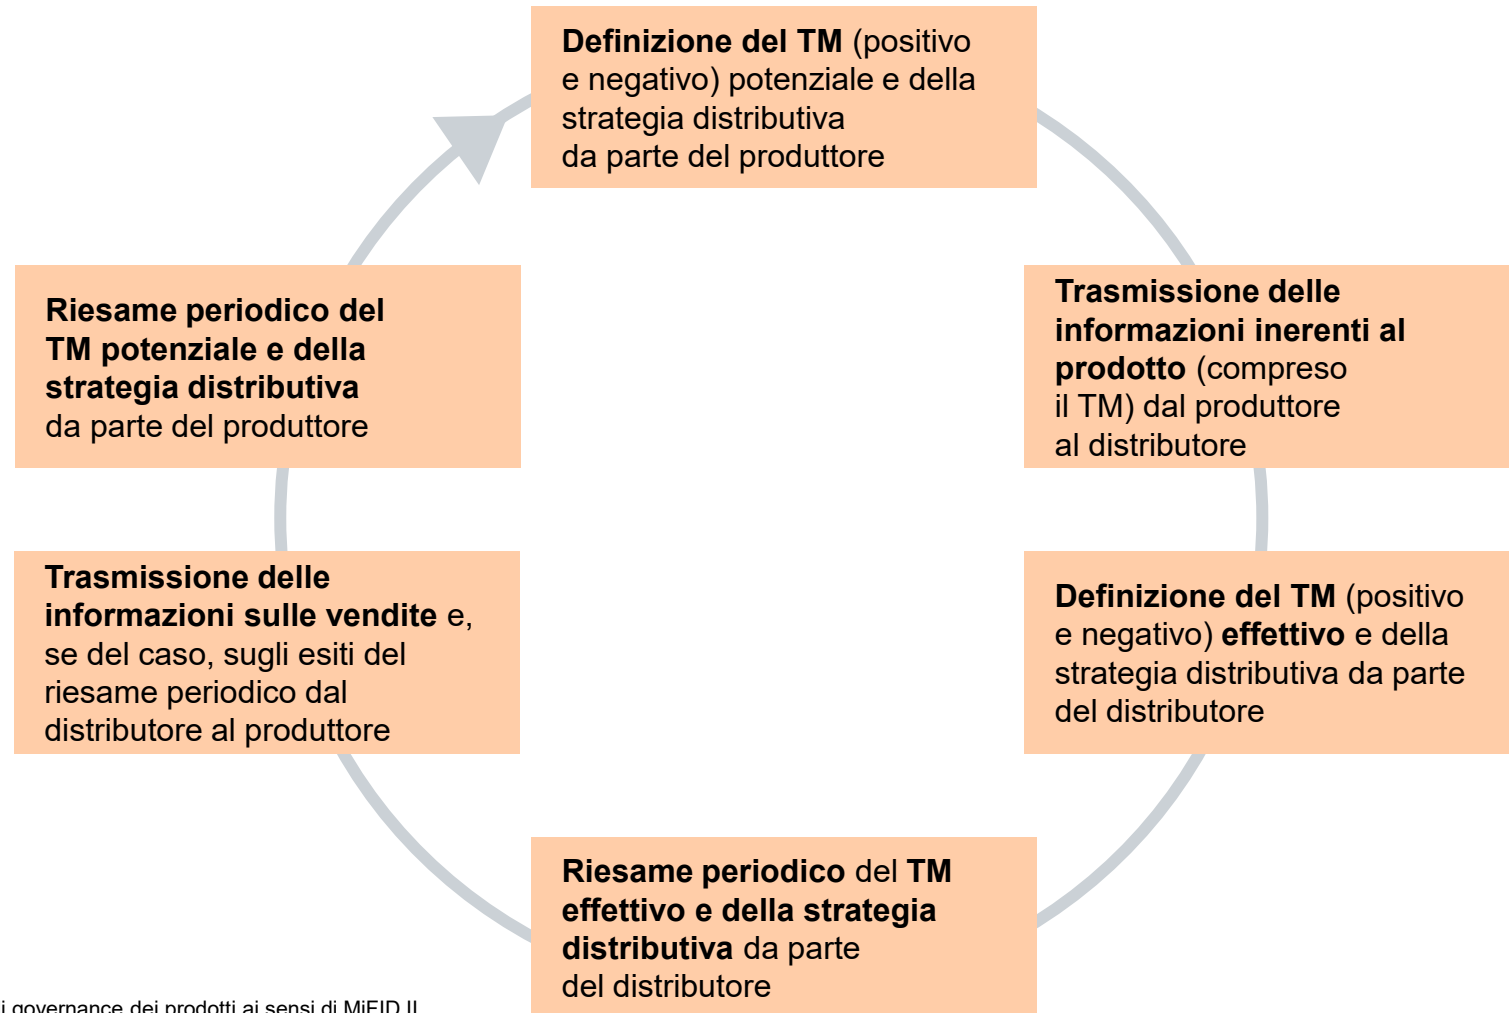 Definizione del TM (positivo
e negativo) potenziale e della
strategia distributiva
da parte del produttore
Trasmissione delle
informazioni inerenti al
prodotto (compreso
il TM) dal produttore
al distributore
Definizione del TM (positivo
e negativo) effettivo e della
strategia distributiva da parte
del distributore
Riesame periodico del TM
effettivo e della strategia
distributiva da parte
del distributore
Trasmissione delle
informazioni sulle vendite e,
se del caso, sugli esiti del
riesame periodico dal
distributore al produttore
Riesame periodico del
TM potenziale e della
strategia distributiva
da parte del produttore
i governance dei prodotti ai sensi di MiFID II